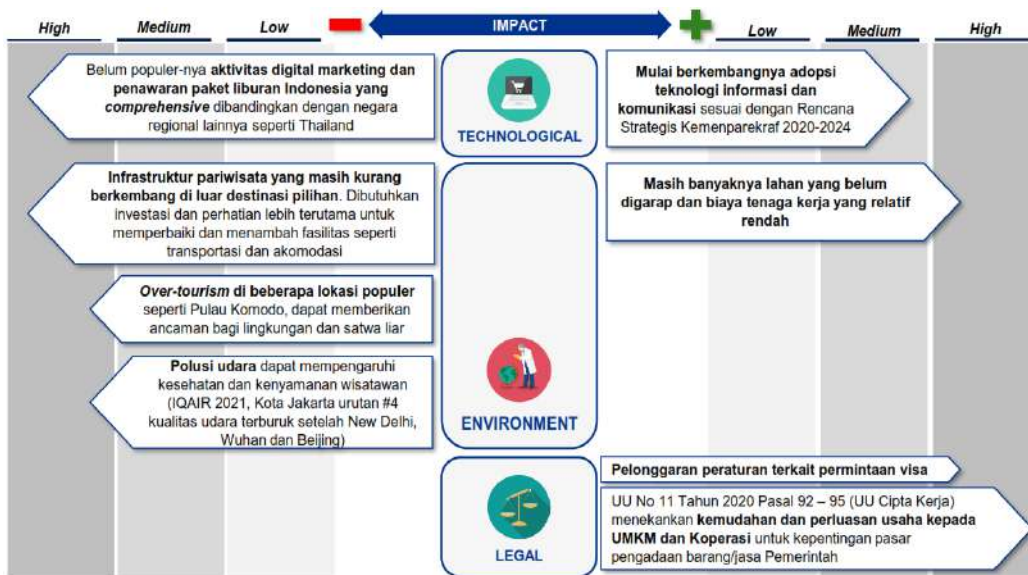 IMPACT
High
Medium
Low
Low
Medium
High
Belum populer-nya aktivitas digital marketing dan
penawaran paket liburan Indonesia yang
comprehensive dibandingkan dengan negara
regional lainnya seperti Thailand
TECHNOLOGICAL
Mulai berkembangnya adopsi
teknologi informasi dan
komunikasi sesuai dengan Rencana
Strategis Kemenparekraf 2020-2024
Infrastruktur pariwisata yang masih kurang
berkembang di luar destinasi pilihan. Dibutuhkan
investasi dan perhatian lebih terutama untuk
memperbaiki dan menambah fasilitas seperti
transportasi dan akomodasi
Masih banyaknya lahan yang belum
digarap dan biaya tenaga kerja yang relatif
rendah
Over-tourism di beberapa lokasi populer
seperti Pulau Komodo, dapat memberikan
ancaman bagi lingkungan dan satwa liar
Polusi udara dapat mempengaruhi
kesehatan dan kenyamanan wisatawan
(IQAIR 2021, Kota Jakarta urutan #4
kualitas udara terburuk setelah New Delhi,
Wuhan dan Beijing)
ENVIRONMENT
Pelonggaran peraturan terkait permintaan visa
UU No 11 Tahun 2020 Pasal 92 – 95 (UU Cipta Kerja)
menekankan kemudahan dan perluasan usaha kepada
UMKM dan Koperasi untuk kepentingan pasar
pengadaan barang/jasa Pemerintah
LEGAL